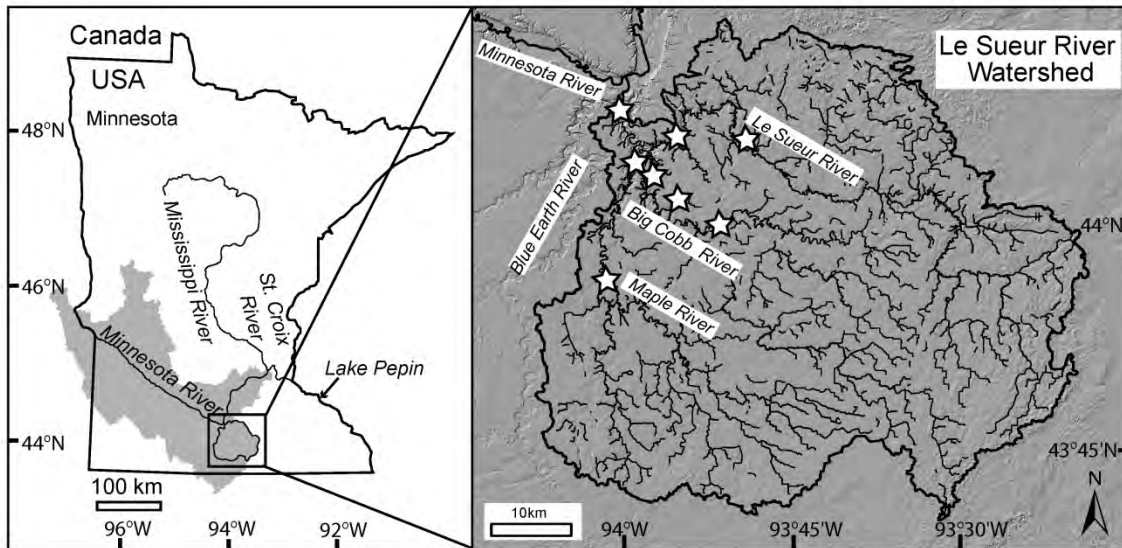 Canada
USA
Minnesota
48°N
46°N
44°N
Mississippi River
St. Croix
River
Minnesota River
Lake Pepin
100 km
96°W
94°W
92°W
Le Sueur River
Watershed
Minnesota River
Le Sueur River
Blue Earth River
Big Cobb River
Maple River
44°N
43°45'N
N
10km
94°W
93°45'W
93°30'W